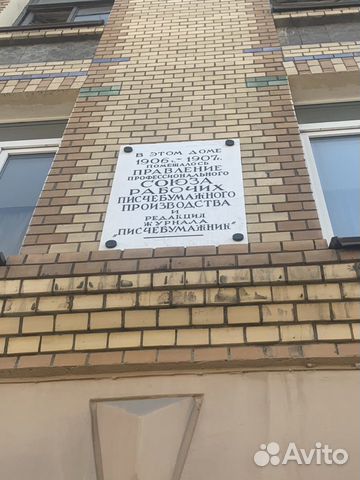 В ЭТОМ ДОМЕ
1906.-1907.
ПОМЕЩАЛОСЬ
ПРАВЛЕНИЕ
ПРОФЕССИОНАЛЬНОГО
СОЮЗА
РАБОЧИХ
ПИСЧЕБУМАЖНОГО
ПРОИЗВОДСТВА
И
РЕДАКЦИЯ
ЖУРНАЛА
"ПИСЧЕБУМАЖНИК"
Avito